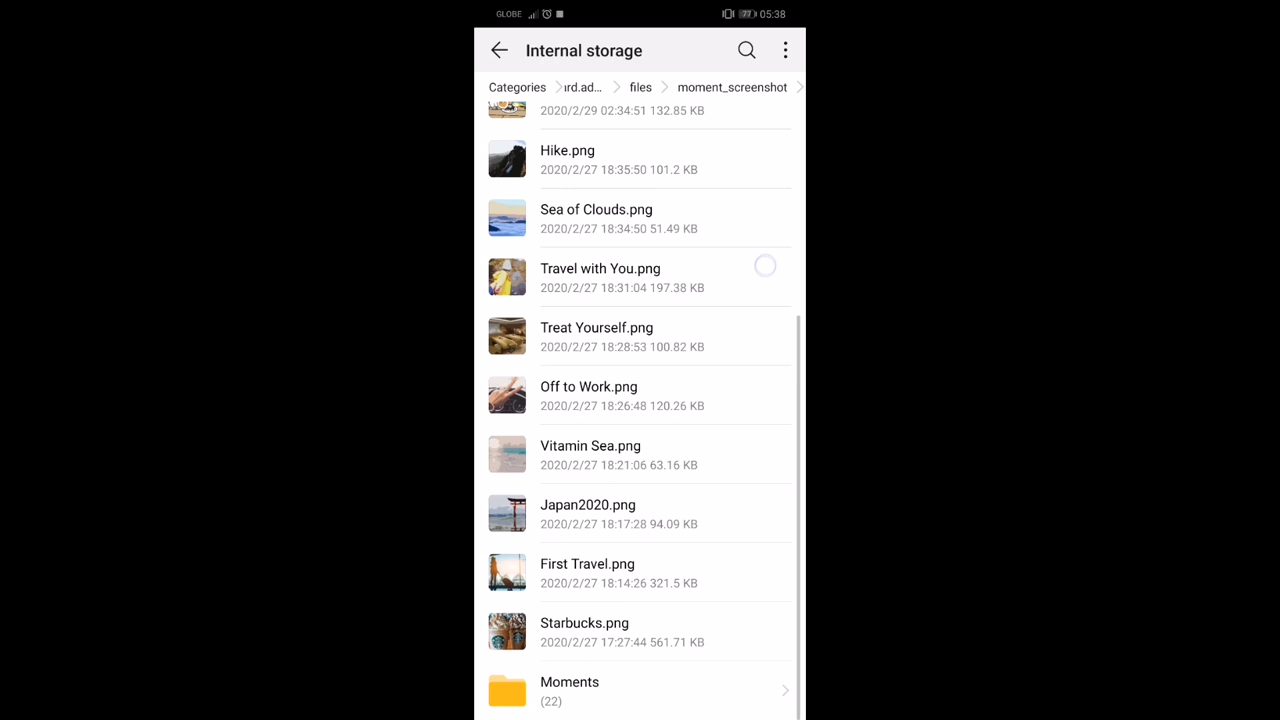 GLOBE 77 05:38
Internal storage
Categories ırd.ad... files moment_screenshot
2020/2/29 02:34:51 132.85 KB
Hike.png
2020/2/27 18:35:50 101.2 KB
Sea of Clouds.png
2020/2/27 18:34:50 51.49 KB
Travel with You.png
2020/2/27 18:31:04 197.38 KB
Treat Yourself.png
2020/2/27 18:28:53 100.82 KB
Off to Work.png
2020/2/27 18:26:48 120.26 KB
Vitamin Sea.png
2020/2/27 18:21:06 63.16 KB
Japan2020.png
2020/2/27 18:17:28 94.09 KB
First Travel.png
2020/2/27 18:14:26 321.5 KB
Starbucks.png
2020/2/27 17:27:44 561.71 KB
Moments
(22)